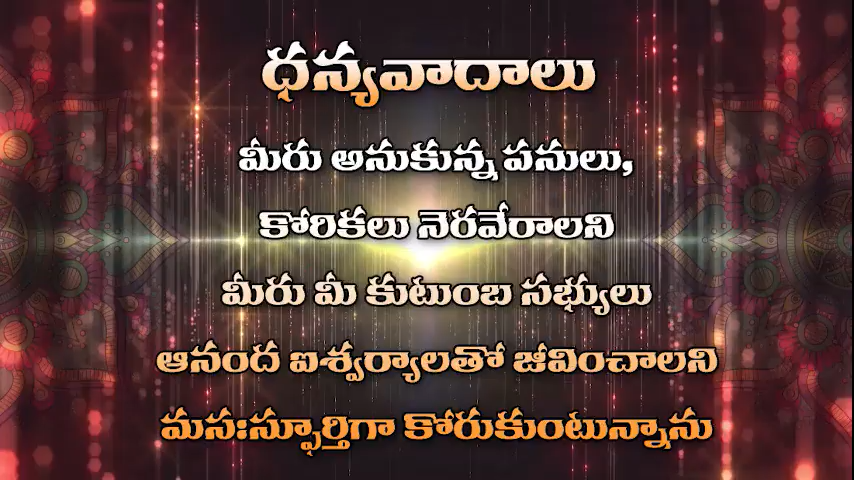 ధన్యవాదాలు
మీరు అనుకున్న పనులు,
కోరికలు నెరవేరాలని
మీరు మీ కుటుంబ సభ్యులు
ఆనంద ఐశ్వర్యాలతో జీవించాలని
మనఃస్ఫూర్తిగా కోరుకుంటున్నాను